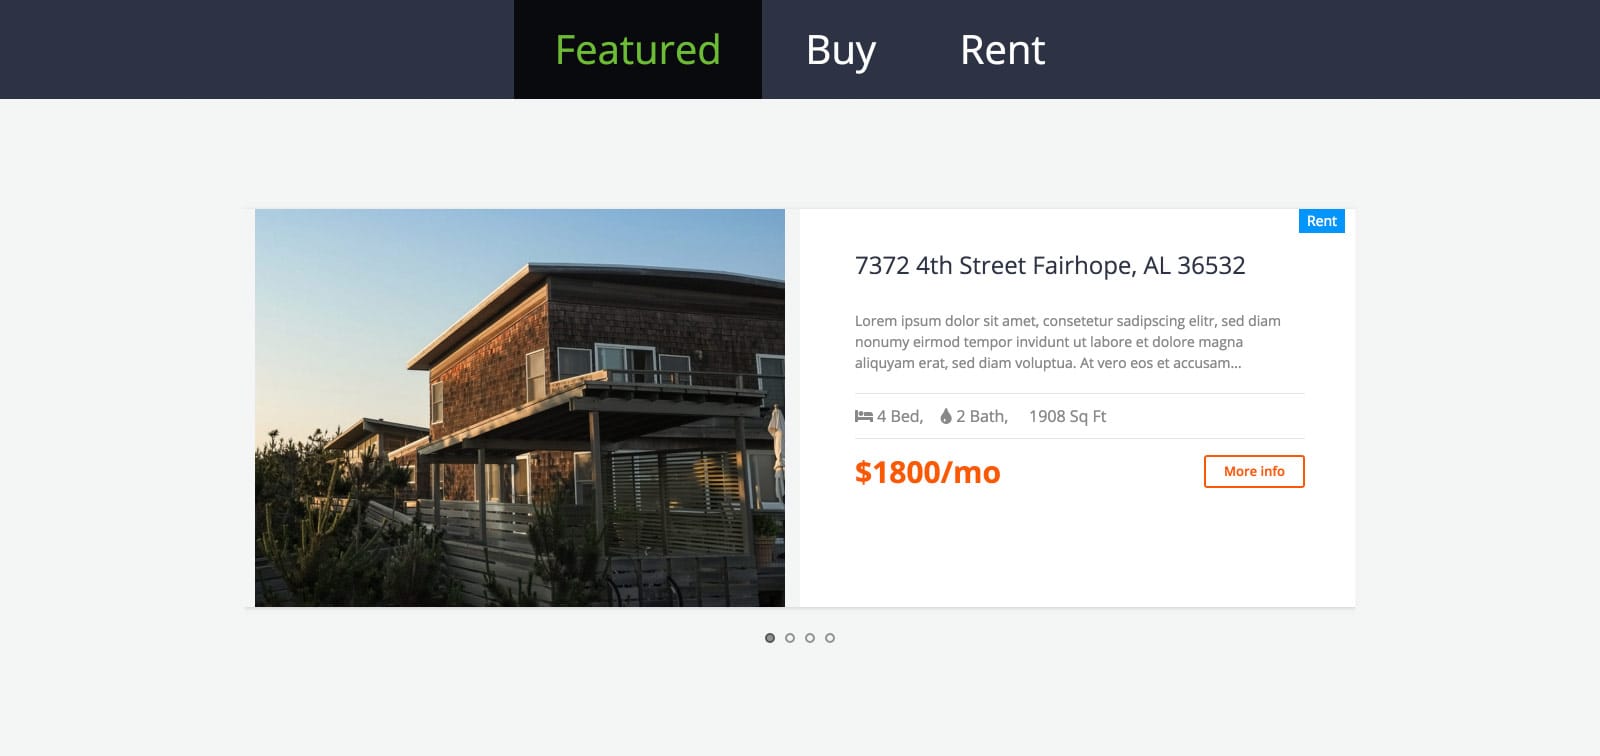 Featured Buy Rent
Rent
7372 4th Street Fairhope, AL 36532
Lorem ipsum dolor sit amet, consetetur sadipscing elitr, sed diam
nonumy eirmod tempor invidunt ut labore et dolore magna
aliquyam erat, sed diam voluptua. At vero eos et accusam...
4 Bed, 2 Bath, 1908 Sq Ft
$1800/mo More info